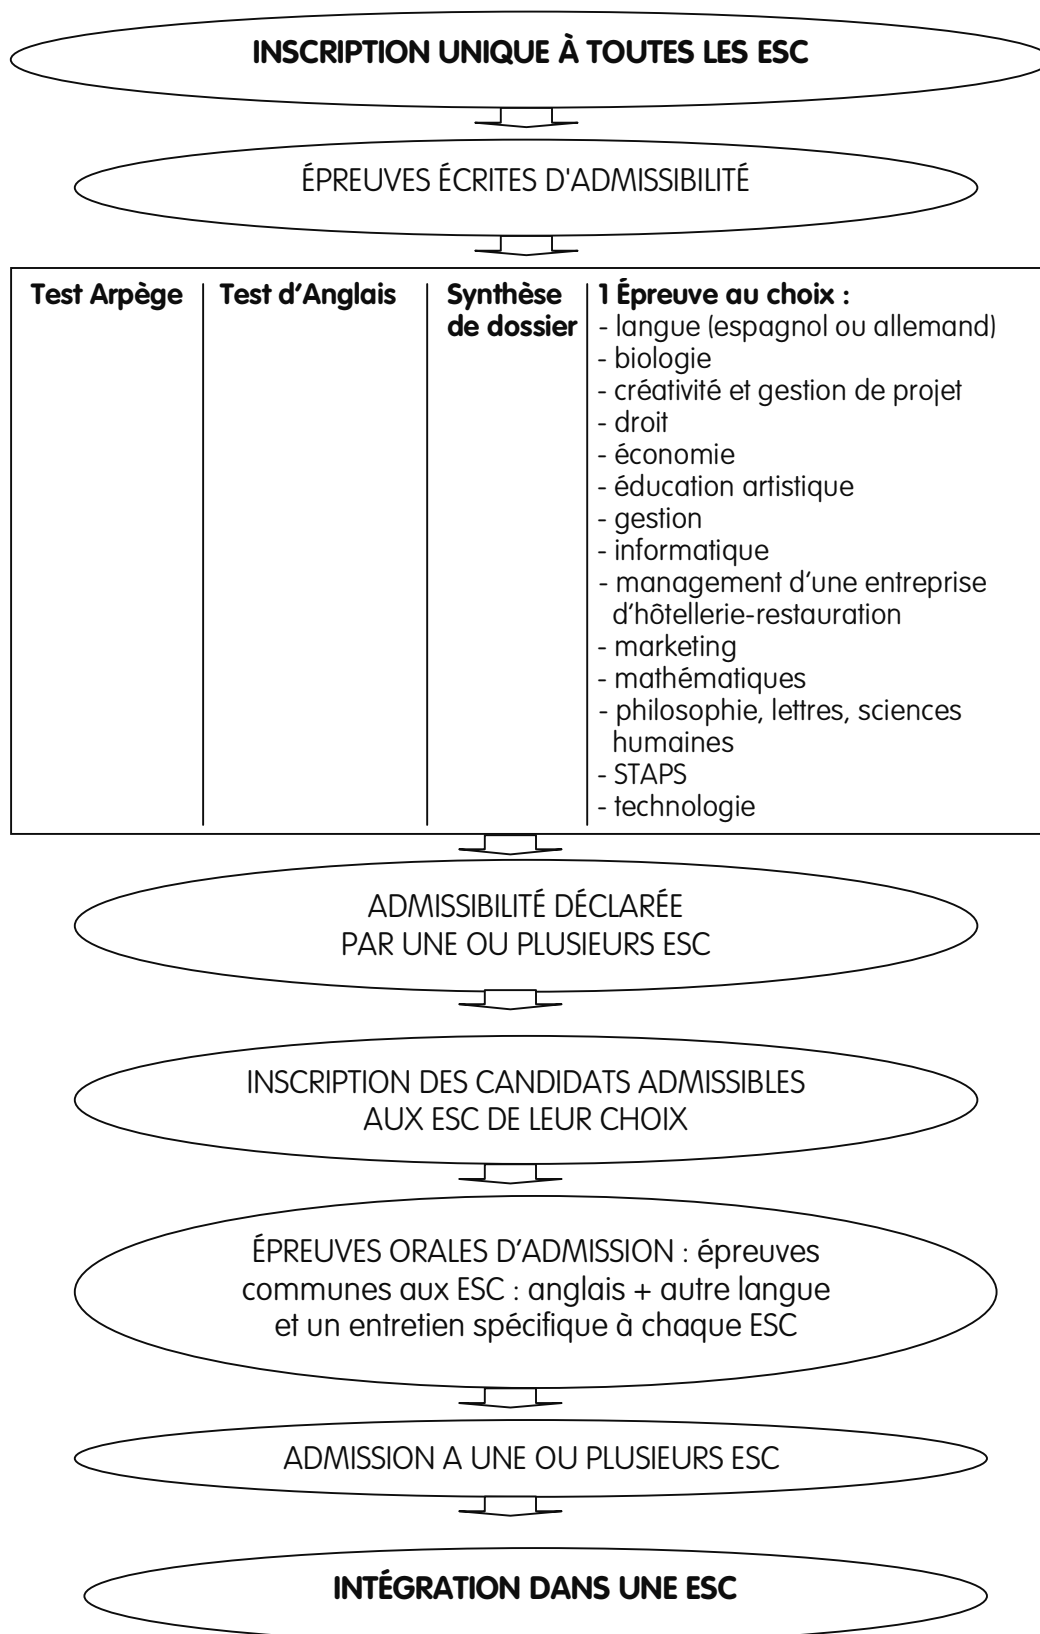 INSCRIPTION UNIQUE À TOUTES LES ESC
ÉPREUVES ÉCRITES D'ADMISSIBILITÉ
Test Arpège
Test d’Anglais
Synthèse
de dossier
1 Épreuve au choix :
- langue (espagnol ou allemand)
- biologie
- créativité et gestion de projet
- droit
- économie
- éducation artistique
- gestion
- informatique
- management d’une entreprise
d’hôtellerie-restauration
- marketing
- mathématiques
- philosophie, lettres, sciences
humaines
- STAPS
- technologie
ADMISSIBILITÉ DÉCLARÉE
PAR UNE OU PLUSIEURS ESC
INSCRIPTION DES CANDIDATS ADMISSIBLES
AUX ESC DE LEUR CHOIX
ÉPREUVES ORALES D’ADMISSION : épreuves
communes aux ESC : anglais + autre langue
et un entretien spécifique à chaque ESC
ADMISSION A UNE OU PLUSIEURS ESC
INTÉGRATION DANS UNE ESC